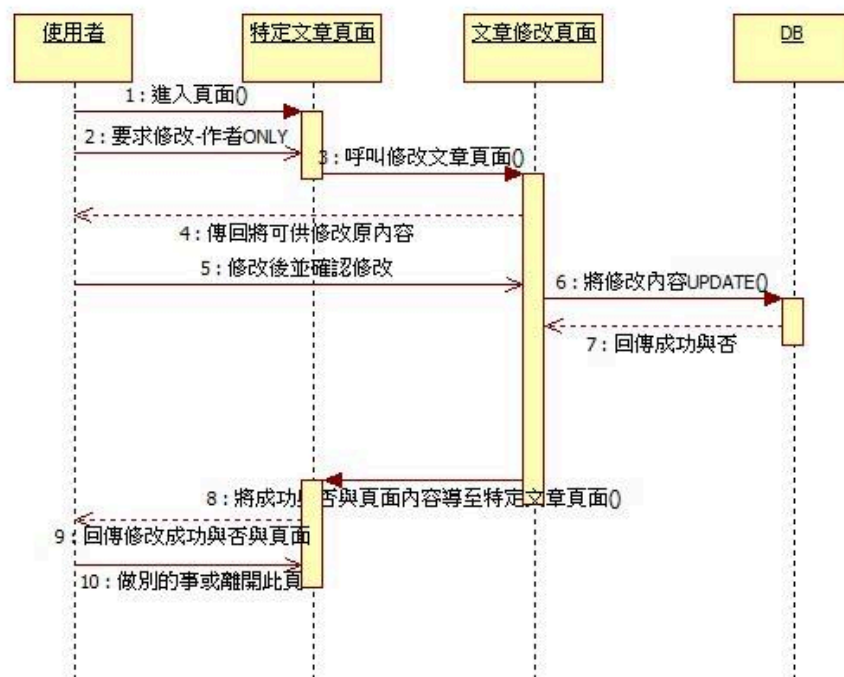 使用者
特定文章頁面
文章修改頁面
DB
1 : 進入頁面()
2 : 要求修改-作者ONLY
3 : 呼叫修改文章頁面()
4 : 傳回將可供修改原內容
5 : 修改後並確認修改
6 : 將修改內容UPDATE()
7 : 回傳成功與否
8 : 將成功與否與頁面內容導至特定文章頁面()
9 : 回傳修改成功與否與頁面
10 : 做別的事或離開此頁